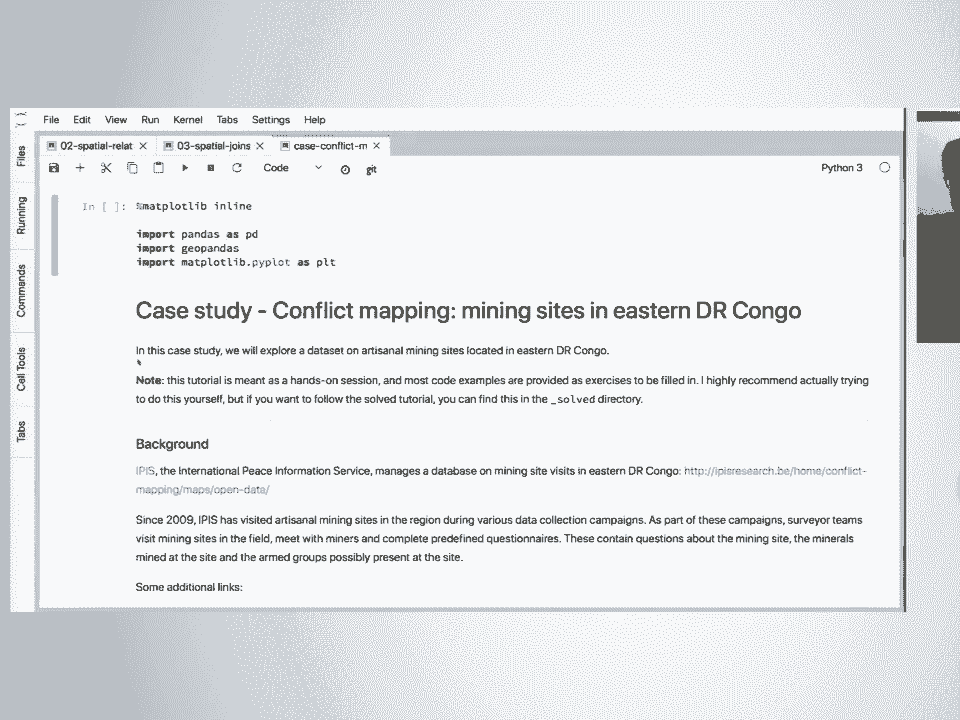 File Edit View Run Kernel Tabs Settings Help
02-spatial-relat 03-spatial-joins case-conflict-m
Code git Python 3
Files
Running
Commands
Cell Tools
Tabs
In [ ]: %matplotlib inline
import pandas as pd
import geopandas
import matplotlib.pyplot as plt
Case study - Conflict mapping: mining sites in eastern DR Congo
In this case study, we will explore a dataset on artisanal mining sites located in eastern DR Congo.
Note: this tutorial is meant as a hands-on session, and most code examples are provided as exercises to be filled in. I highly recommend actually trying
to do this yourself, but if you want to follow the solved tutorial, you can find this in the _solved directory.
Background
IPIS, the International Peace Information Service, manages a database on mining site visits in eastern DR Congo: http://ipisresearch.be/home/conflict-
mapping/maps/open-data/
Since 2009, IPIS has visited artisanal mining sites in the region during various data collection campaigns. As part of these campaigns, surveyor teams
visit mining sites in the field, meet with miners and complete predefined questionnaires. These contain questions about the mining site, the minerals
mined at the site and the armed groups possibly present at the site.
Some additional links: